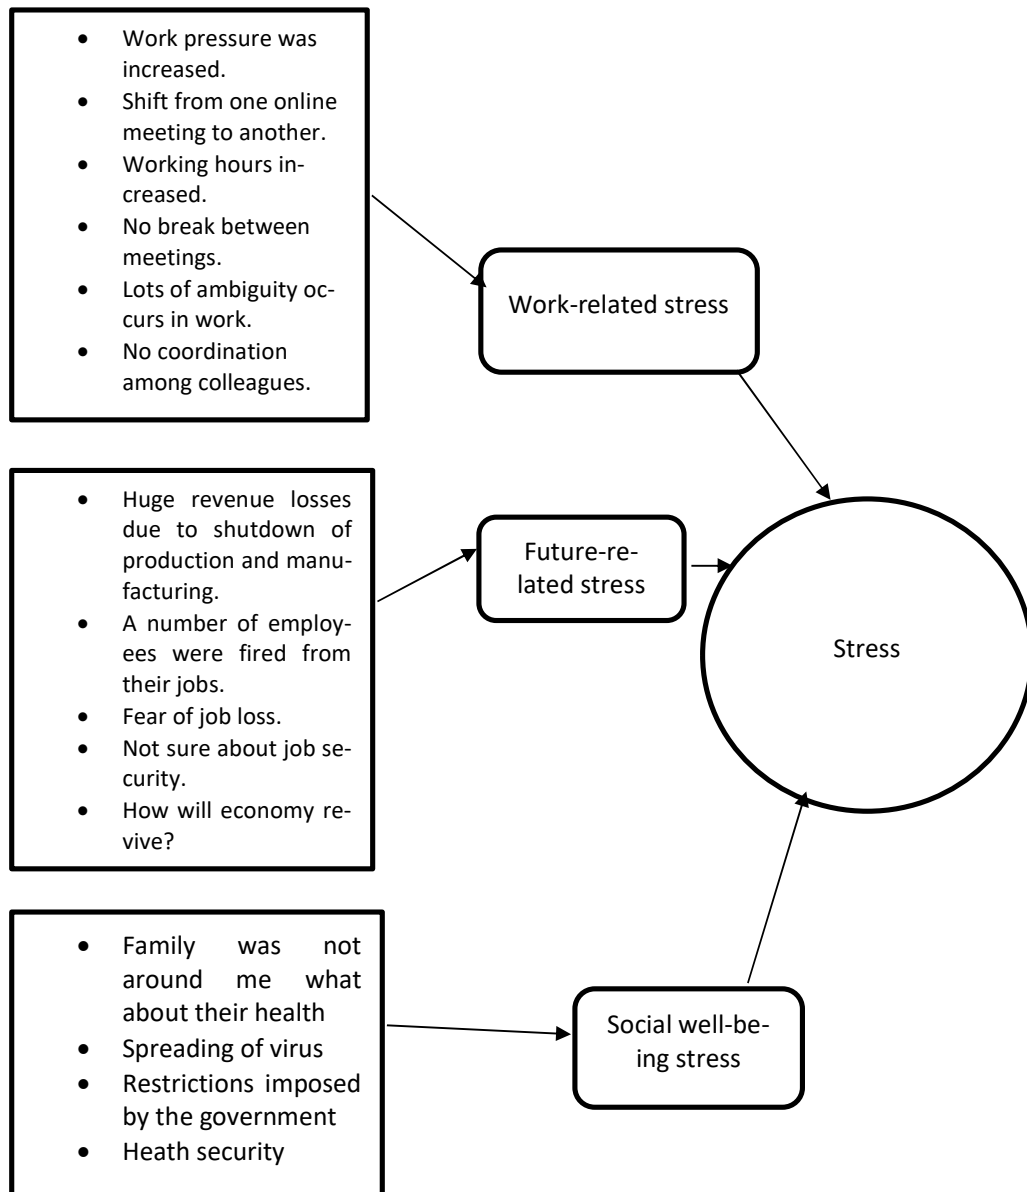 • Work pressure was
increased.
• Shift from one online
meeting to another.
• Working hours in-
creased.
• No break between
meetings.
• Lots of ambiguity oc-
curs in work.
• No coordination
among colleagues.
Work-related stress
• Huge revenue losses
due to shutdown of
production and manu-
facturing.
• A number of employ-
ees were fired from
their jobs.
• Fear of job loss.
• Not sure about job se-
curity.
• How will economy re-
vive?
Future-re-
lated stress
Stress
• Family was not
around me what
about their health
• Spreading of virus
• Restrictions imposed
by the government
• Heath security
Social well-be-
ing stress